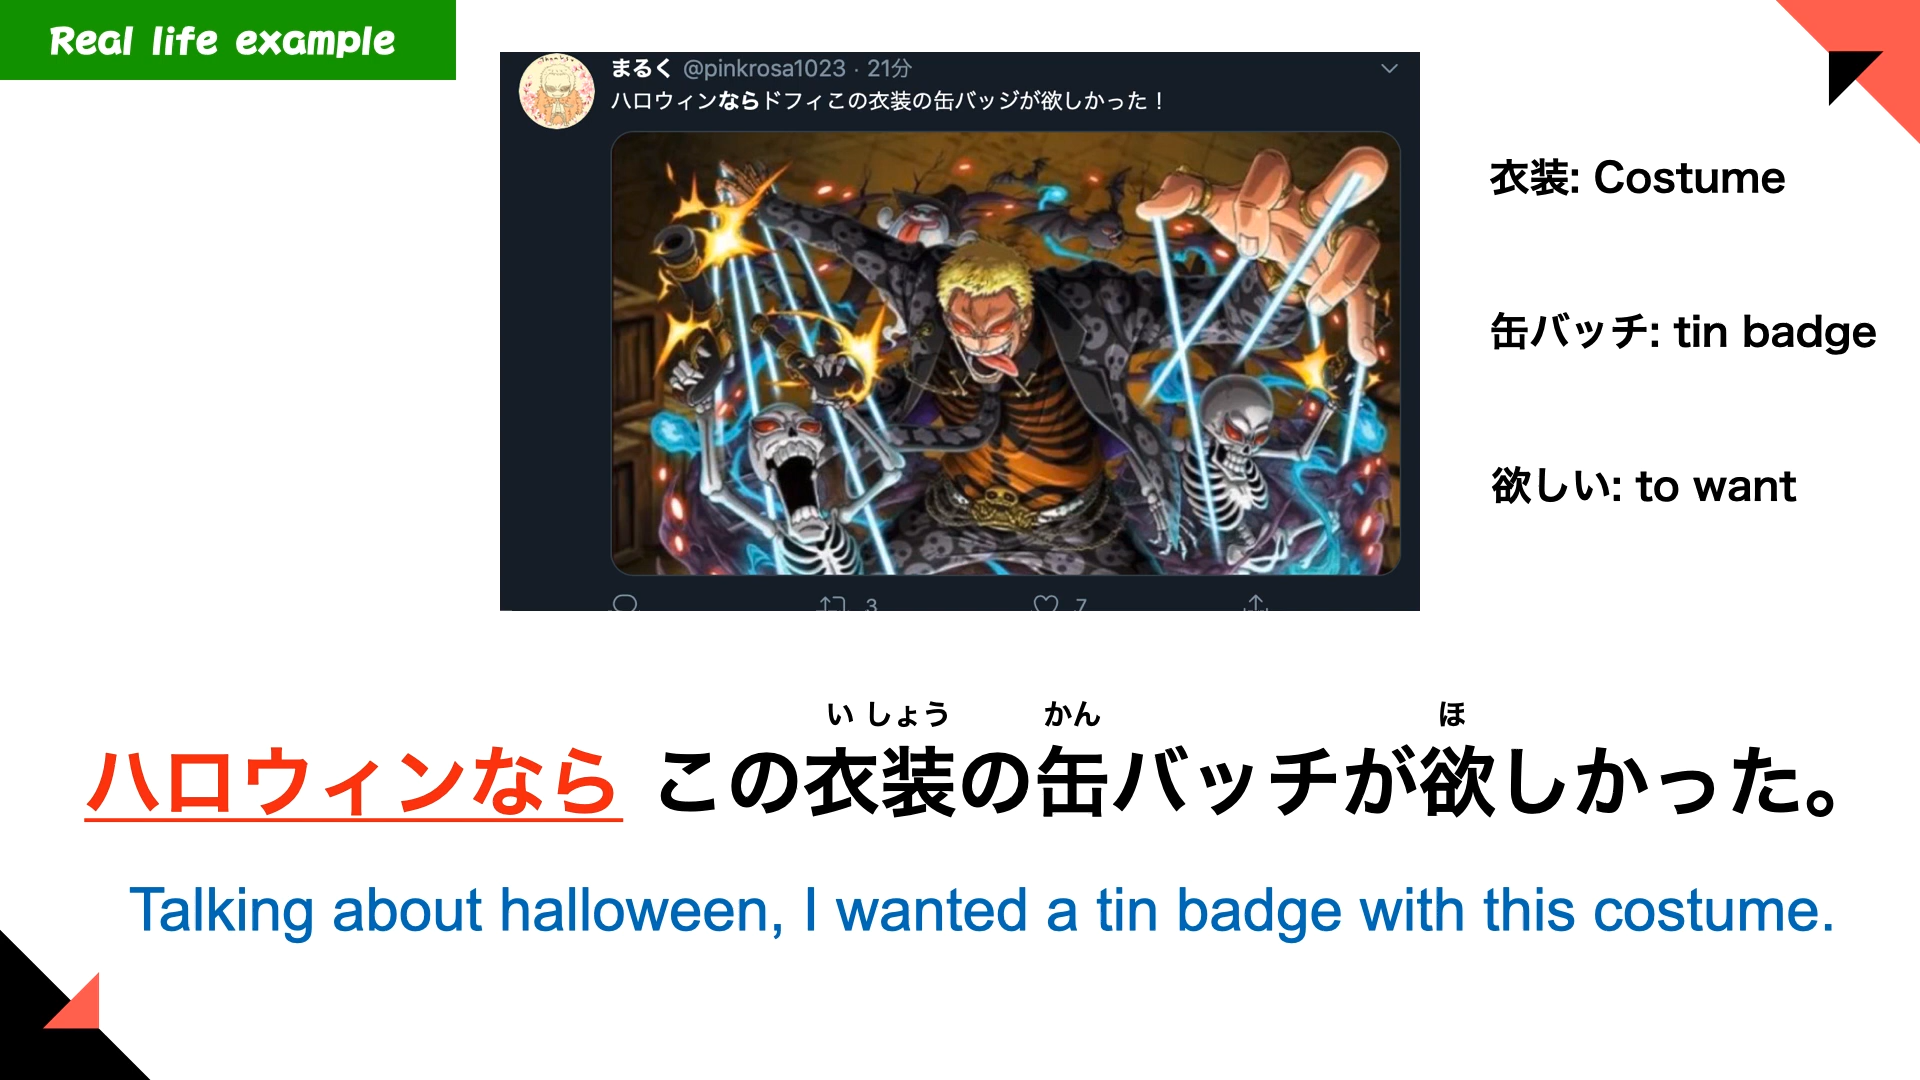 Real life example
まるく @pinkrosa1023 · 21分
ハロウィンならドフィこの衣装の缶バッジが欲しかった！
3 7
衣装: Costume
缶バッチ: tin badge
欲しい: to want
い しょう かん ほ
ハロウィンなら この衣装の缶バッチが欲しかった。
Talking about halloween, I wanted a tin badge with this costume.